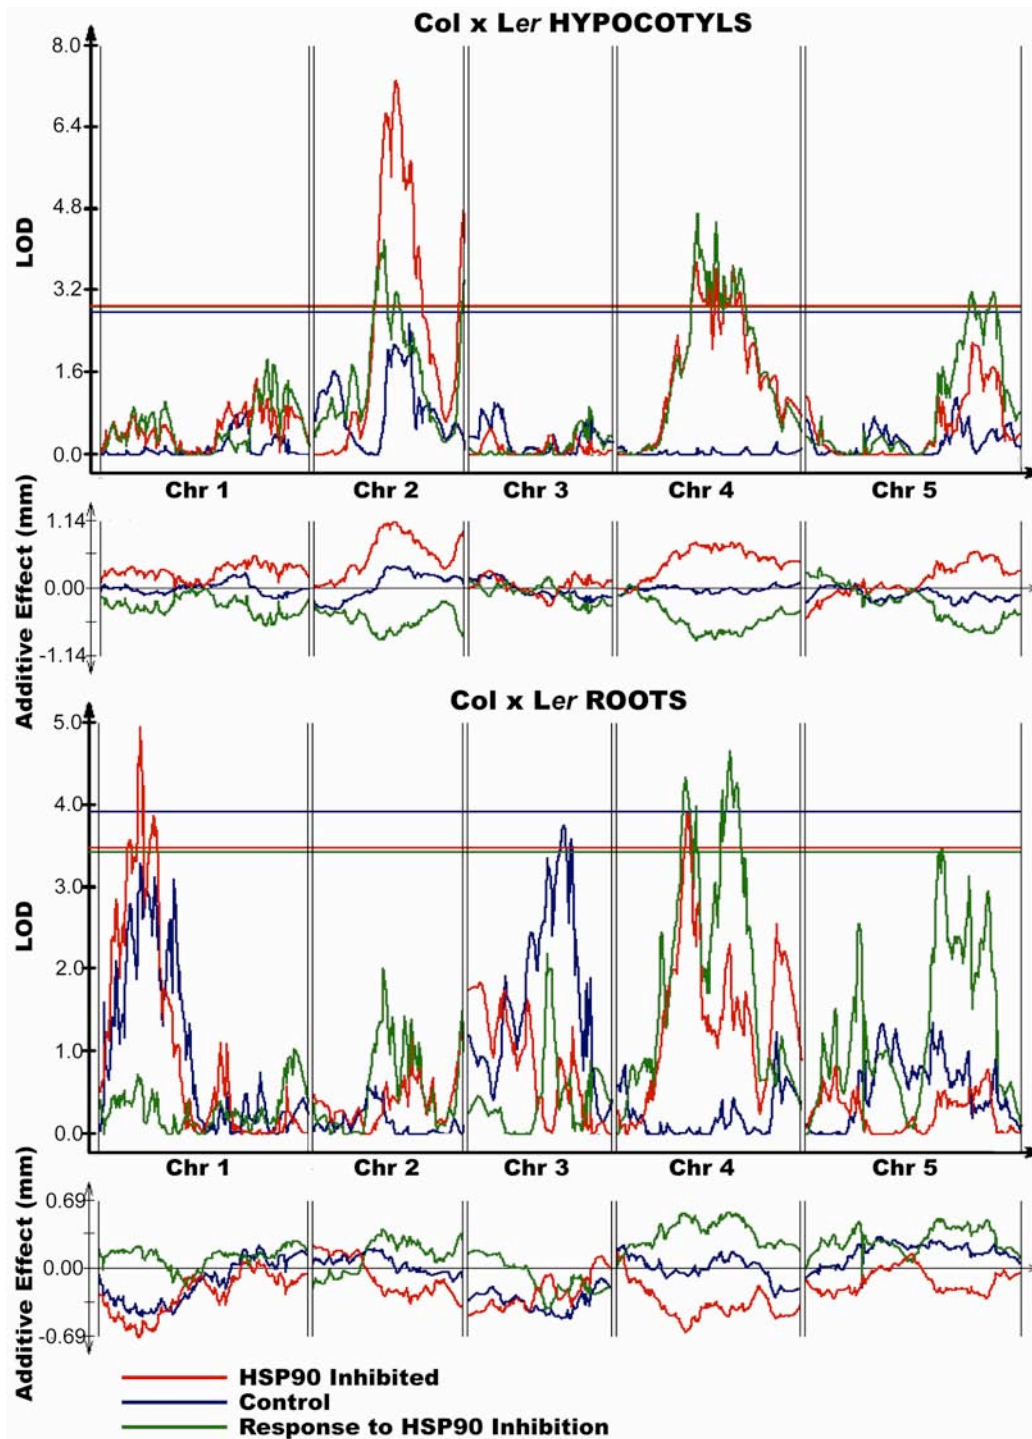 Col x Ler HYPOCOTYLS
8.0
6.4
4.8
3.2
1.6
0.0
LOD
Chr 1 Chr 2 Chr 3 Chr 4 Chr 5
1.14
0.00
-1.14
Additive Effect (mm)
Col x Ler ROOTS
5.0
4.0
3.0
2.0
1.0
0.0
LOD
Chr 1 Chr 2 Chr 3 Chr 4 Chr 5
0.69
0.00
-0.69
Additive Effect (mm)
HSP90 Inhibited
Control
Response to HSP90 Inhibition